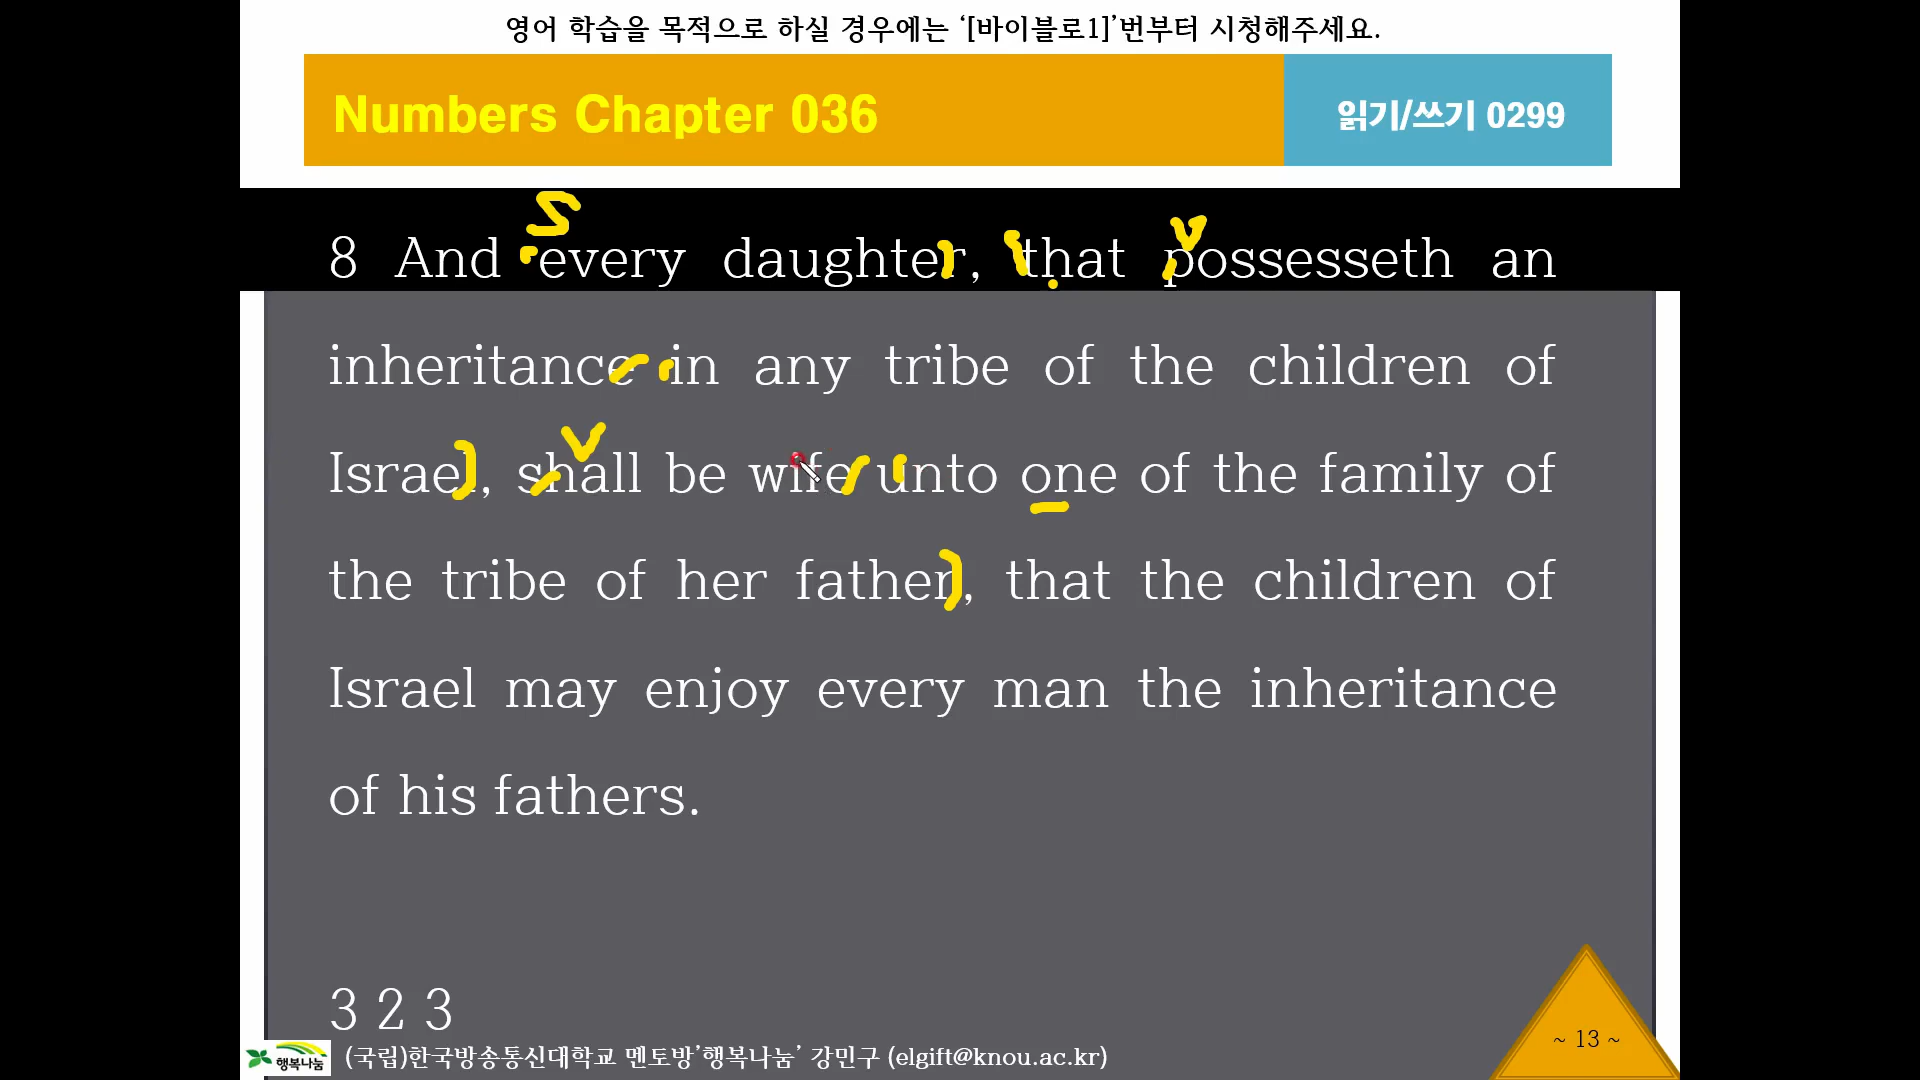 영어 학습을 목적으로 하실 경우에는 ‘[바이블로1]’번부터 시청해주세요.
Numbers Chapter 036
읽기/쓰기 0299
S
V
8 And every daughter, that possesseth an
inheritance in any tribe of the children of
V
Israel), shall be wife unto one of the family of
the tribe of her father), that the children of
Israel may enjoy every man the inheritance
of his fathers.
3 2 3
~ 13 ~
행복나눔
(국립)한국방송통신대학교 멘토방’행복나눔’ 강민구 (elgift@knou.ac.kr)